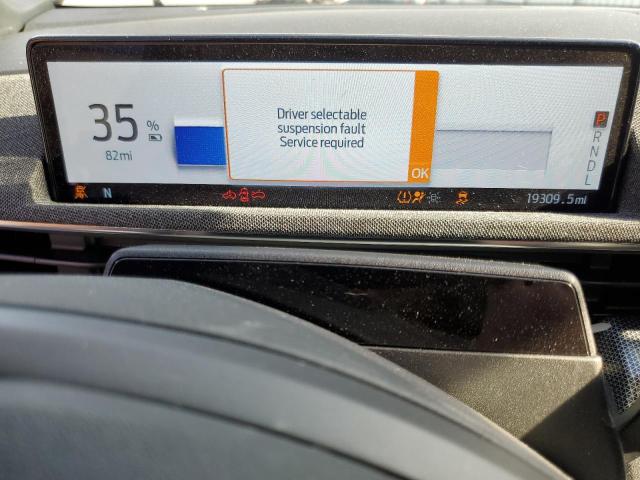 35 %
82mi
Driver selectable
suspension fault
Service required
OK
P
R
N
D
L
N
19309.5mi